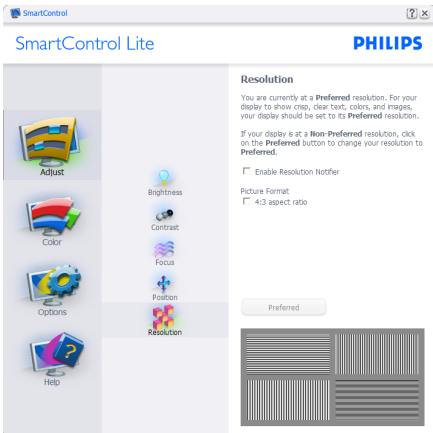 SmartControl
SmartControl Lite
PHILIPS
Adjust
Color
Options
Help
Brightness
Contrast
Focus
Position
Resolution
Resolution
You are currently at a Preferred resolution. For your
display to show crisp, clear text, colors, and images,
your display should be set to its Preferred resolution.
If your display is at a Non-Preferred resolution, click
on the Preferred button to change your resolution to
Preferred.
Enable Resolution Notifier
Picture Format
4:3 aspect ratio
Preferred